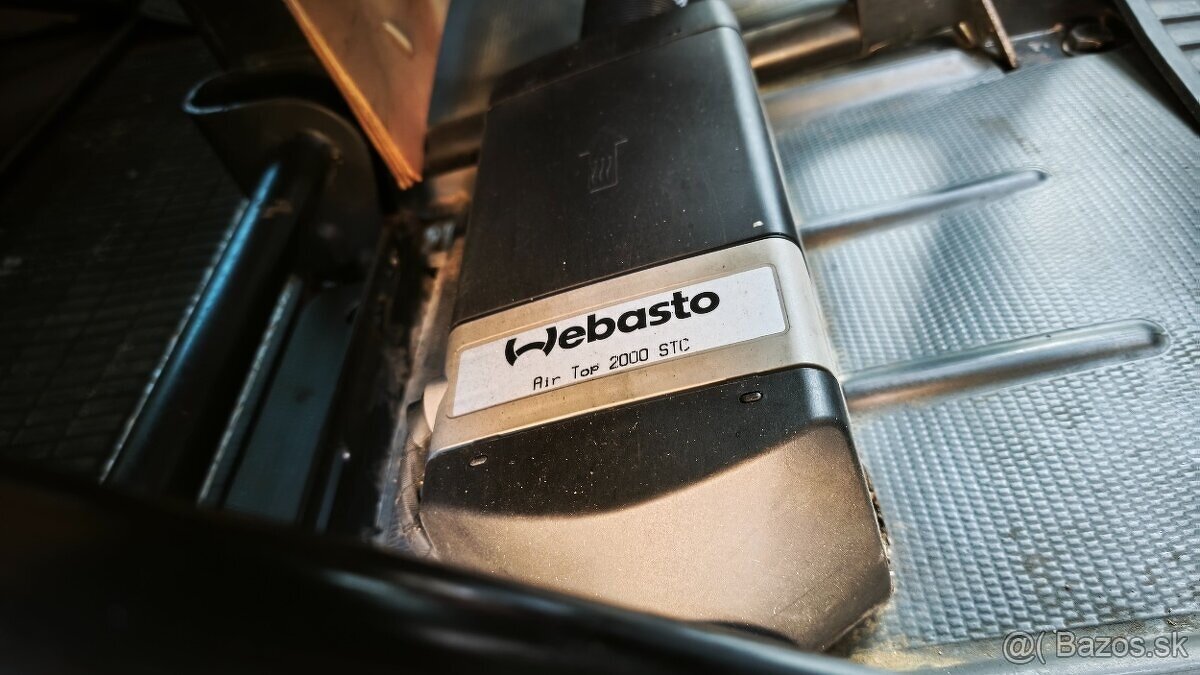 Webasto
Air Top 2000 STC
@( Bazos.sk